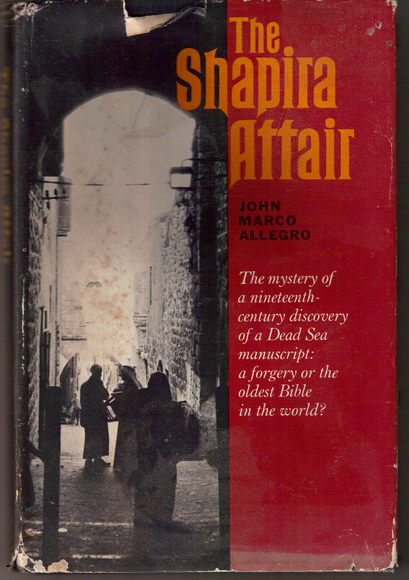 The
Shapira
Affair
JOHN
MARCO
ALLEGRO
The mystery of
a nineteenth-
century discovery
of a Dead Sea
manuscript:
a forgery or the
oldest Bible
in the world?